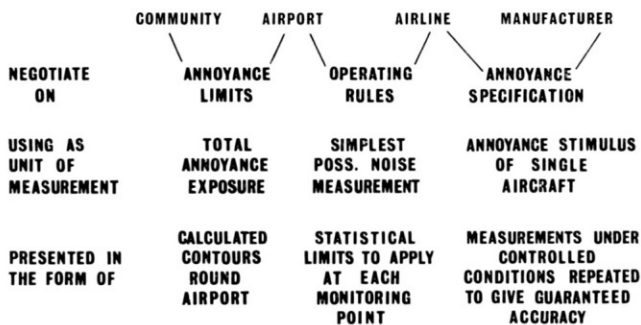 COMMUNITY AIRPORT AIRLINE MANUFACTURER
NEGOTIATE ANNOYANCE OPERATING ANNOYANCE
ON LIMITS RULES SPECIFICATION
USING AS TOTAL SIMPLEST ANNOYANCE STIMULUS
UNIT OF ANNOYANCE POSS. NOISE OF SINGLE
MEASUREMENT EXPOSURE MEASUREMENT AIRCRAFT
CALCULATED STATISTICAL MEASUREMENTS UNDER
PRESENTED IN CONTOURS LIMITS TO APPLY CONTROLLED
THE FORM OF ROUND AT EACH CONDITIONS REPEATED
AIRPORT MONITORING TO GIVE GUARANTEED
POINT ACCURACY